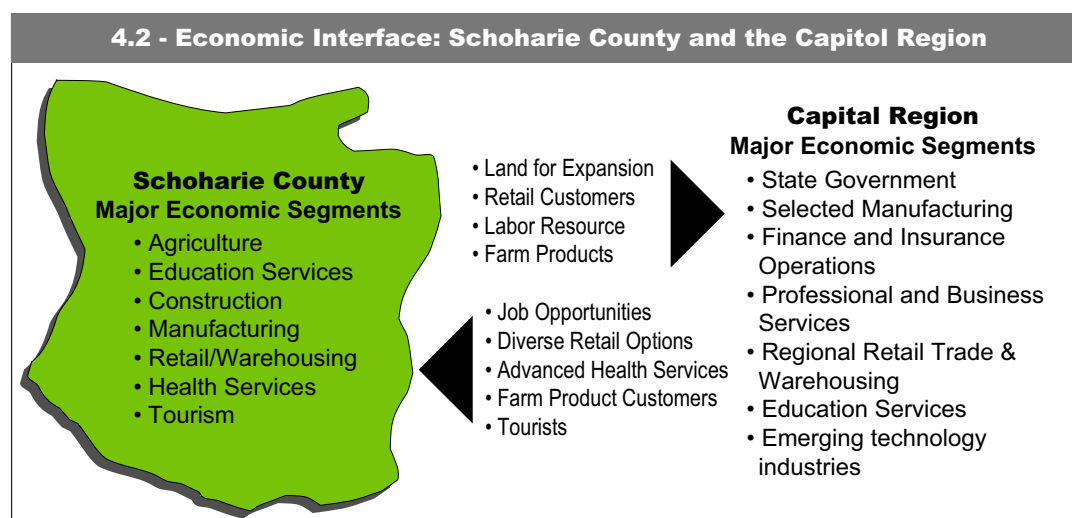 4.2 - Economic Interface: Schoharie County and the Capitol Region
Schoharie County
Major Economic Segments
• Agriculture
• Education Services
• Construction
• Manufacturing
• Retail/Warehousing
• Health Services
• Tourism
• Land for Expansion
• Retail Customers
• Labor Resource
• Farm Products
• Job Opportunities
• Diverse Retail Options
• Advanced Health Services
• Farm Product Customers
• Tourists
Capital Region
Major Economic Segments
• State Government
• Selected Manufacturing
• Finance and Insurance
Operations
• Professional and Business
Services
• Regional Retail Trade &
Warehousing
• Education Services
• Emerging technology
industries